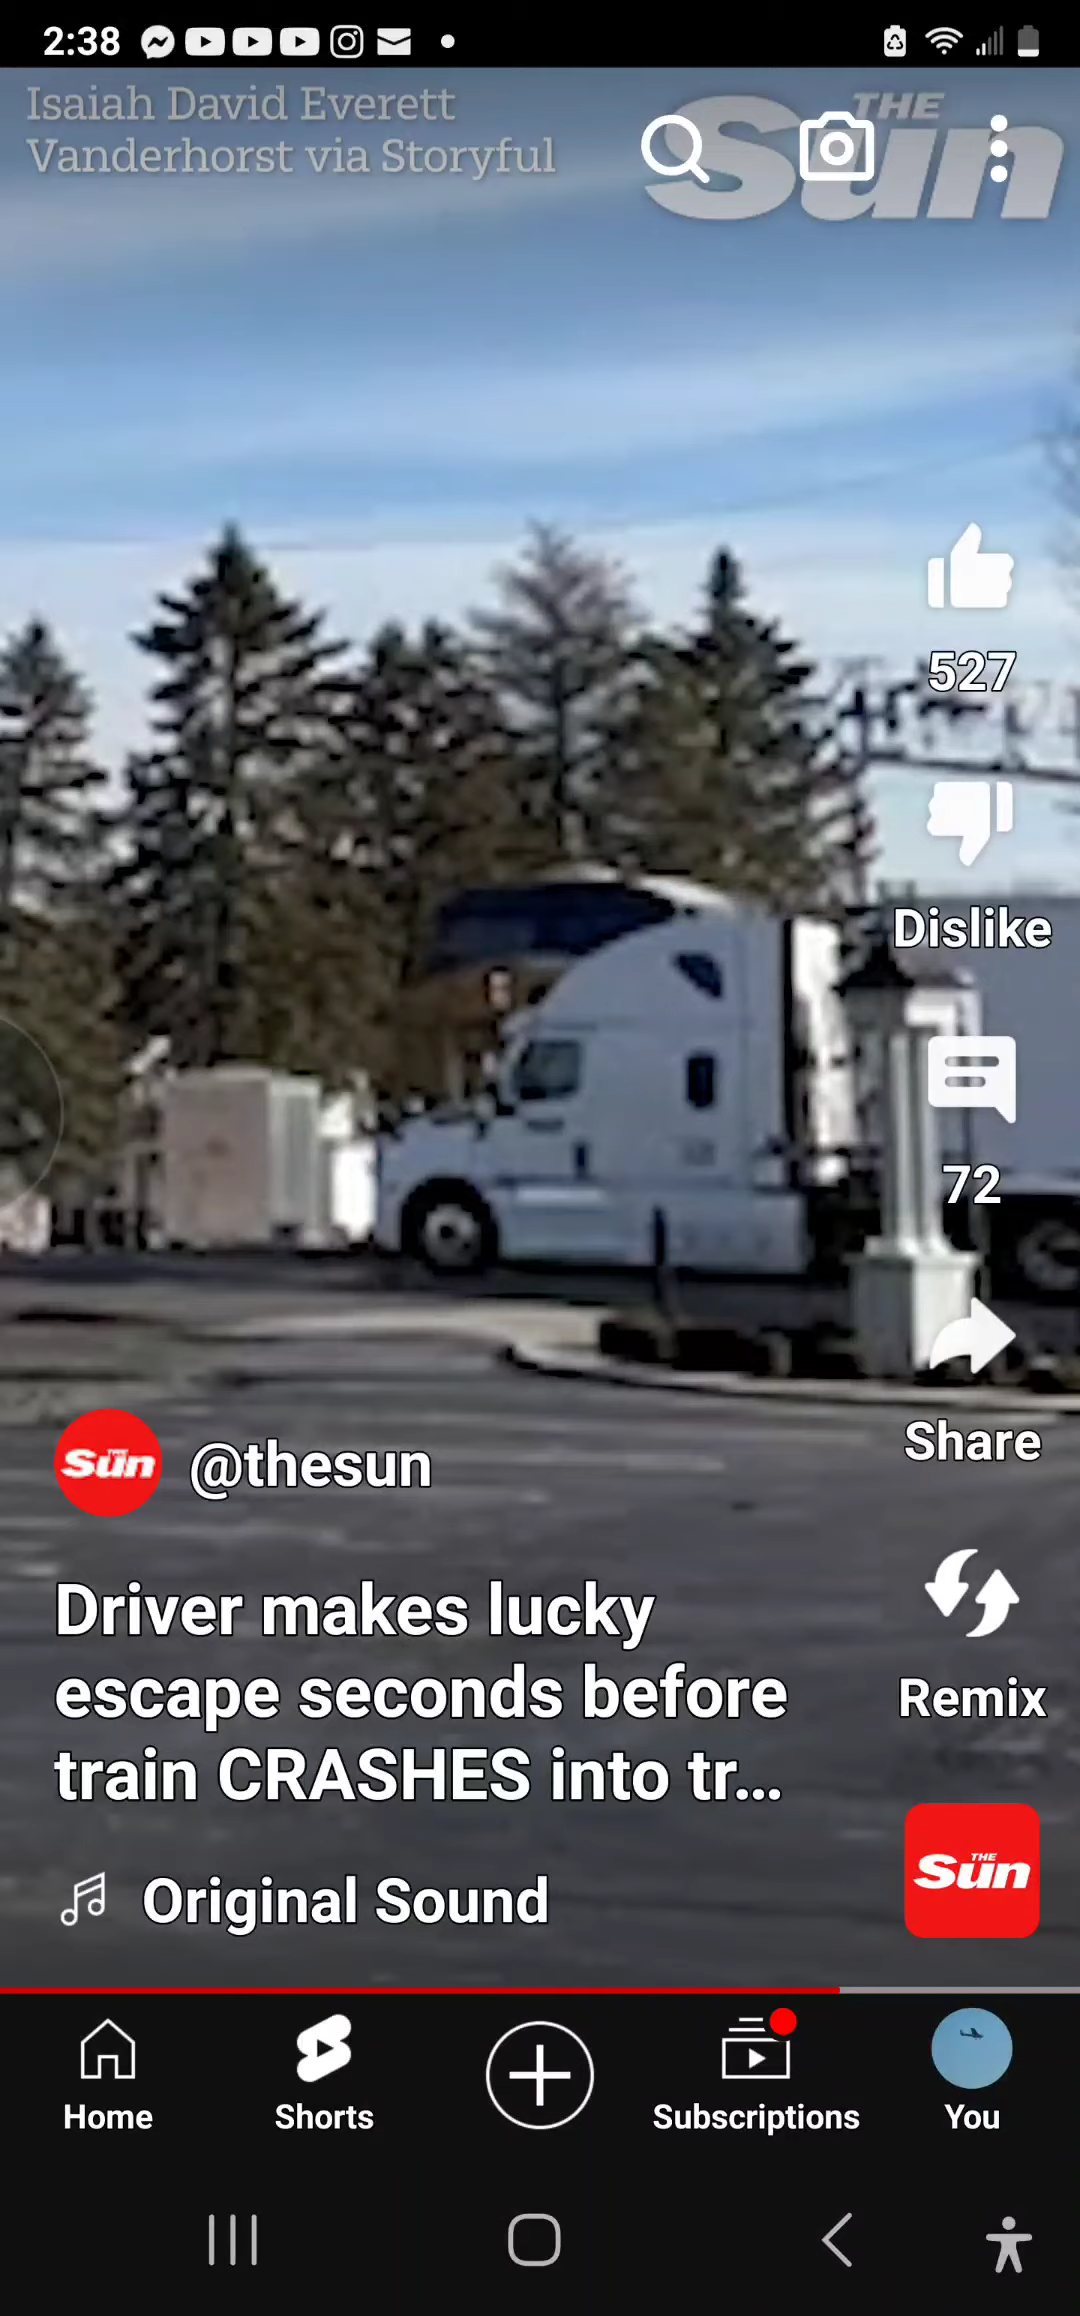 2:38
Isaiah David Everett
Vanderhorst via Storyful
THE
Sun
527
Dislike
72
Share
THE
Sun
@thesun
Driver makes lucky
escape seconds before
train CRASHES into tr...
Remix
Original Sound
THE
Sun
Home
Shorts
Subscriptions
You